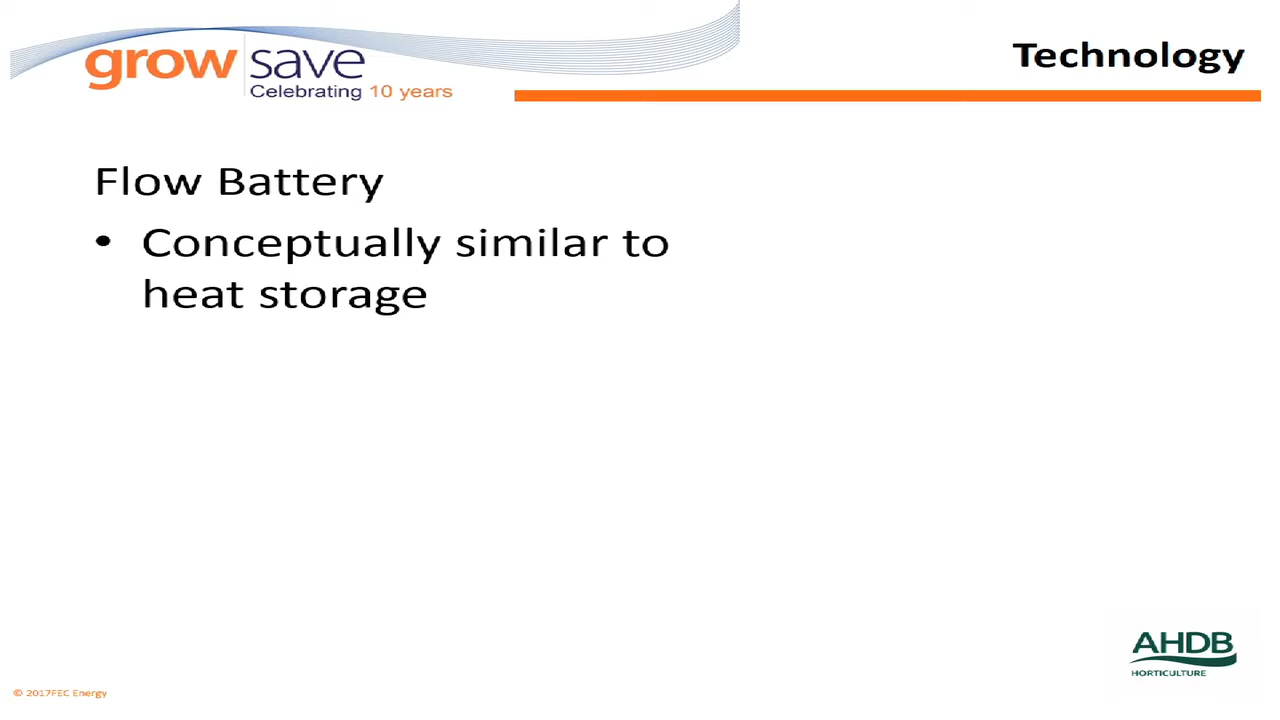 grow save
Celebrating 10 years
Technology
Flow Battery
• Conceptually similar to
heat storage
AHDB
HORTICULTURE
© 2017FEC Energy